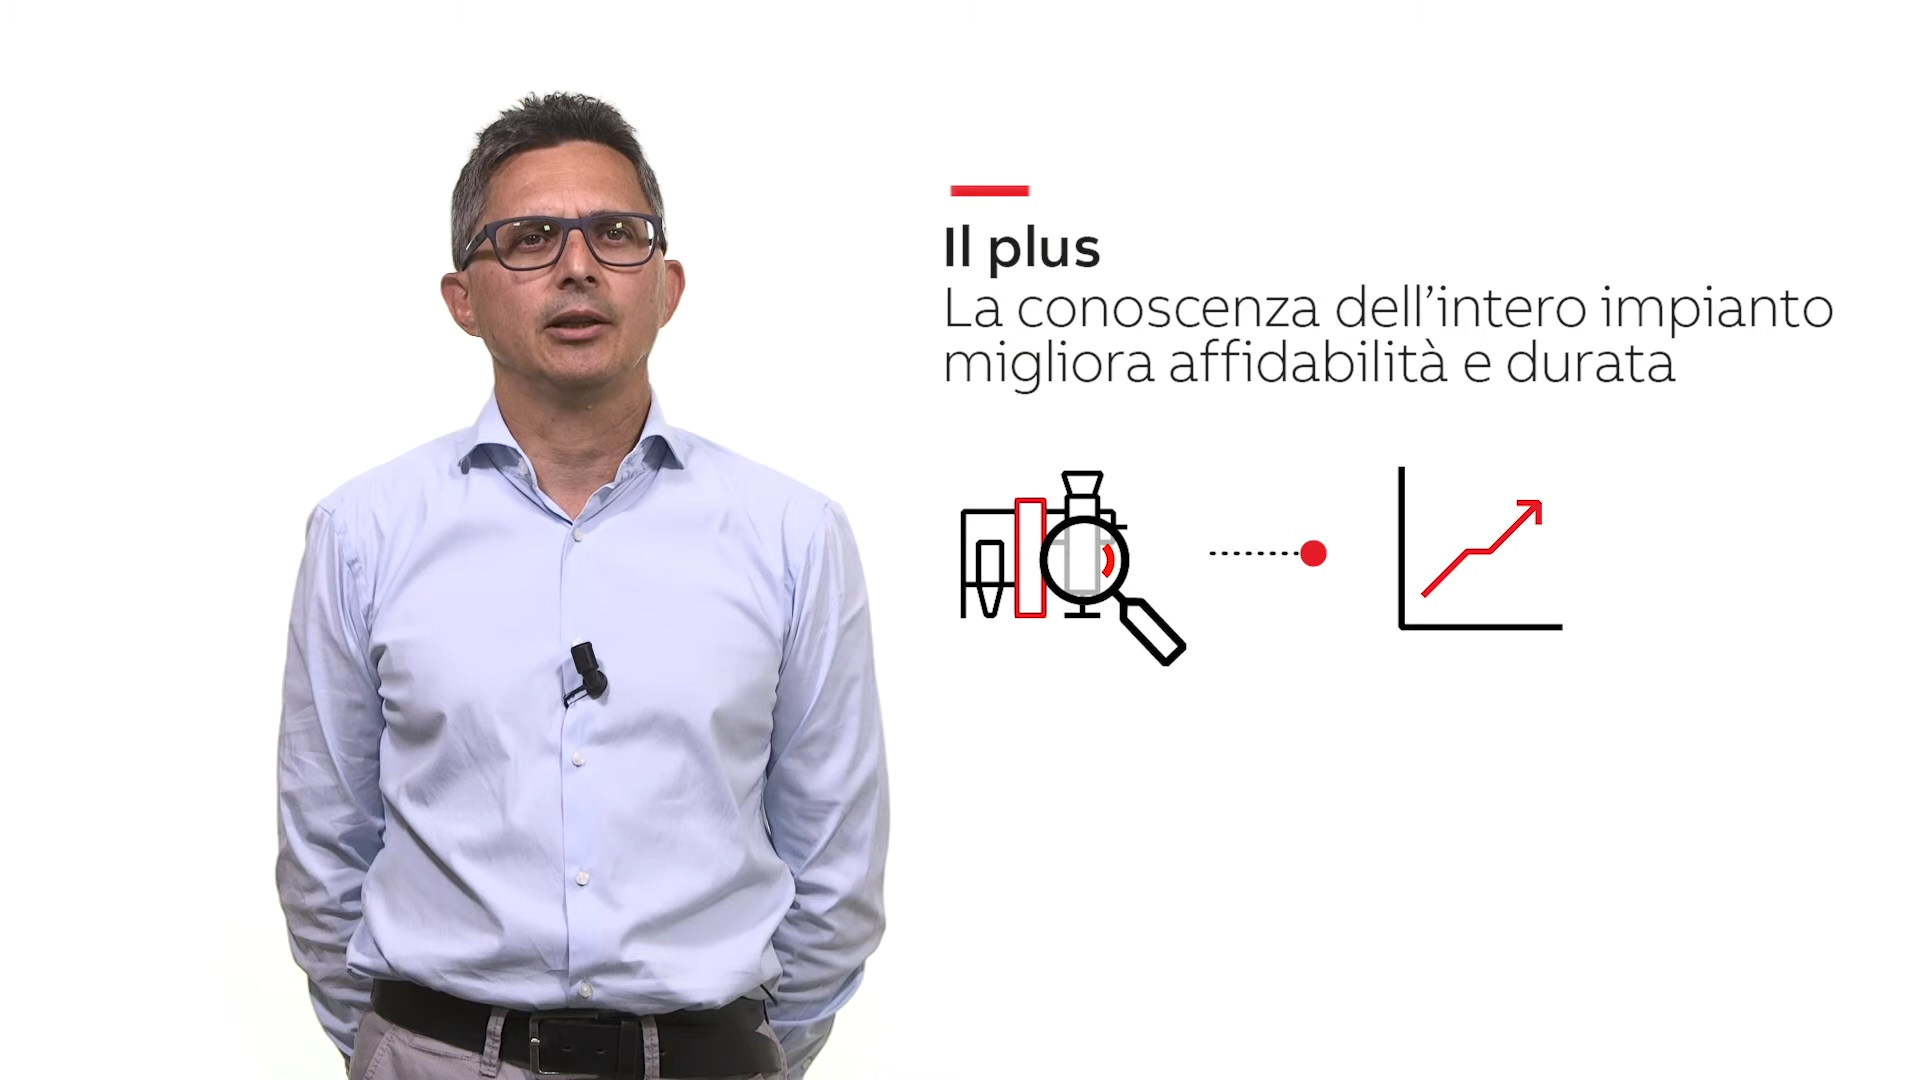 Il plus
La conoscenza dell’intero impianto
migliora affidabilità e durata